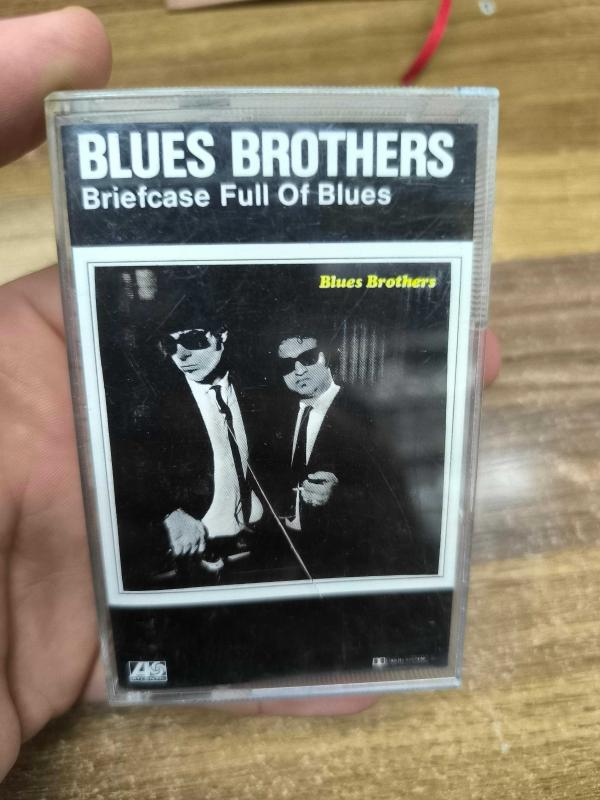 BLUES BROTHERS
Briefcase Full Of Blues
Blues Brothers